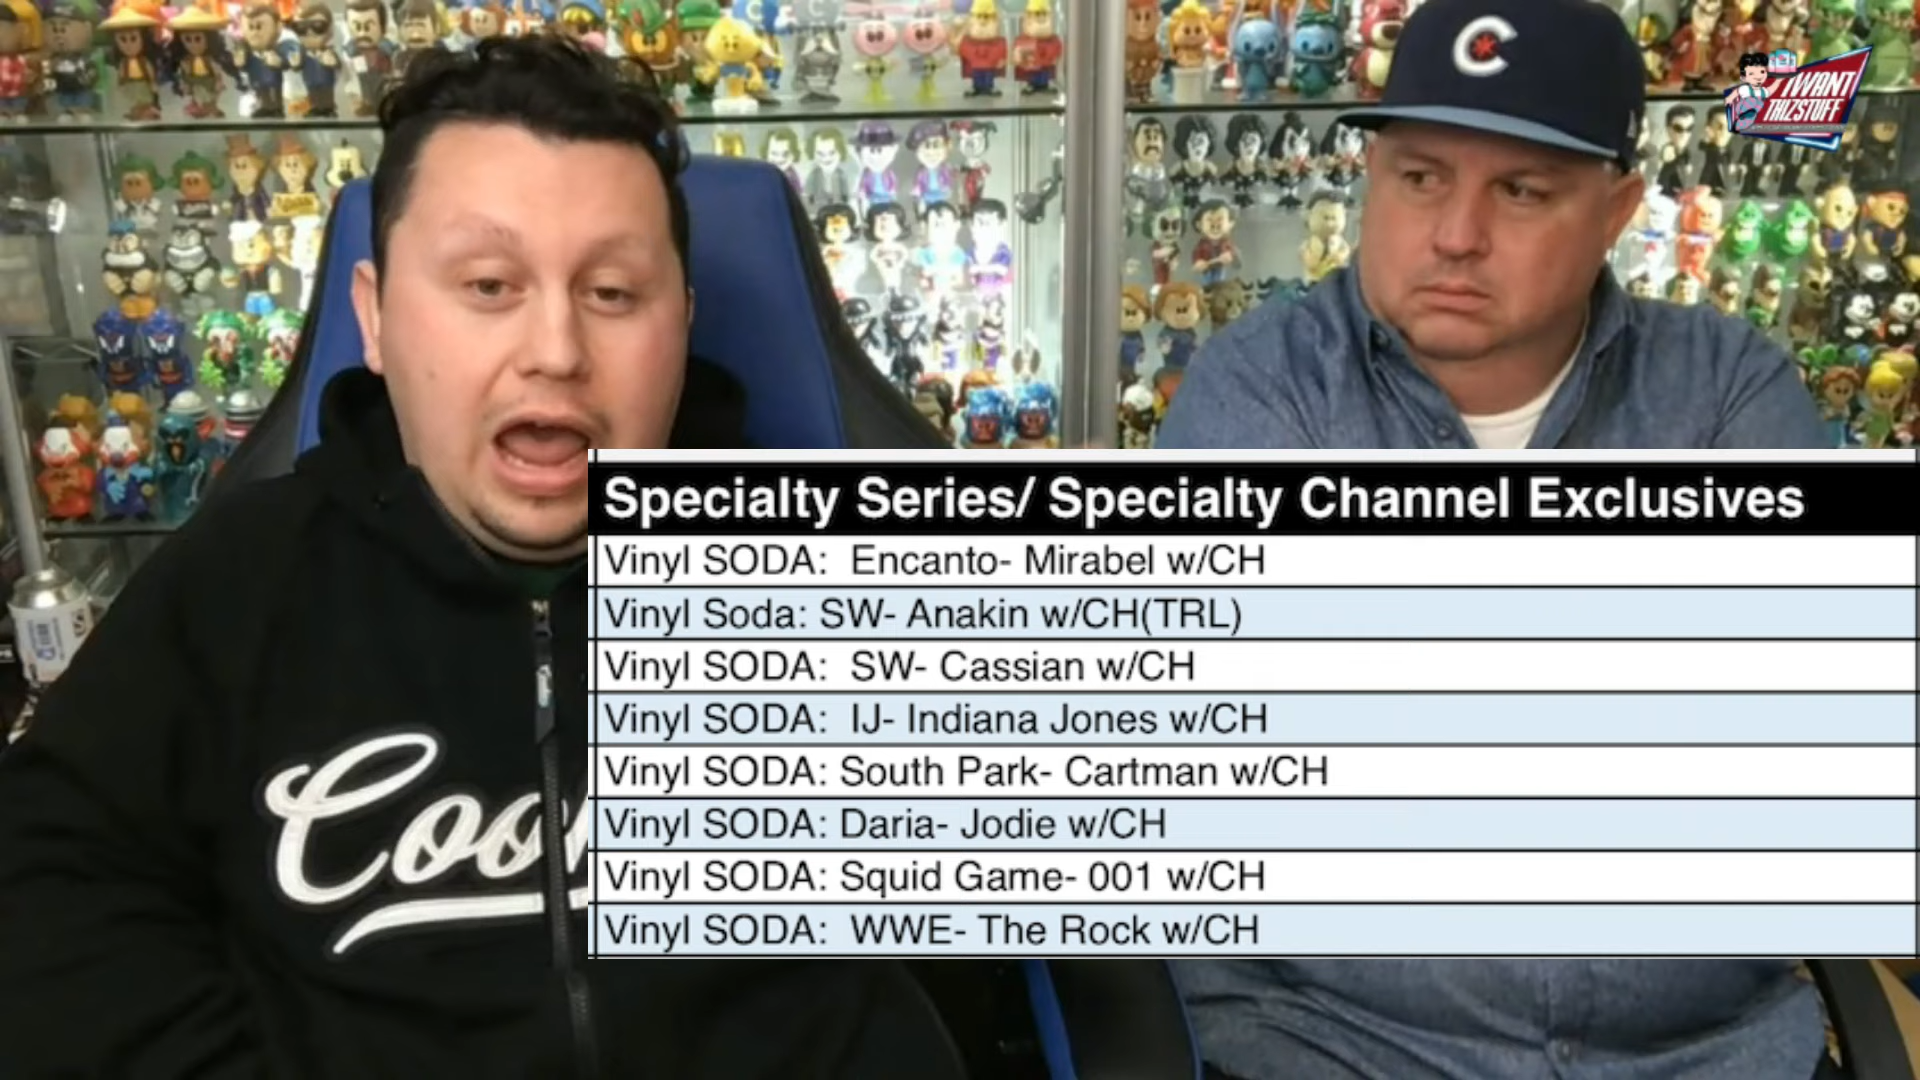 C
I WANT
THIZSTUFF
Coo
Specialty Series/ Specialty Channel Exclusives
Vinyl SODA:  Encanto- Mirabel w/CH
Vinyl Soda: SW- Anakin w/CH(TRL)
Vinyl SODA:  SW- Cassian w/CH
Vinyl SODA:  IJ- Indiana Jones w/CH
Vinyl SODA: South Park- Cartman w/CH
Vinyl SODA: Daria- Jodie w/CH
Vinyl SODA: Squid Game- 001 w/CH
Vinyl SODA:  WWE- The Rock w/CH